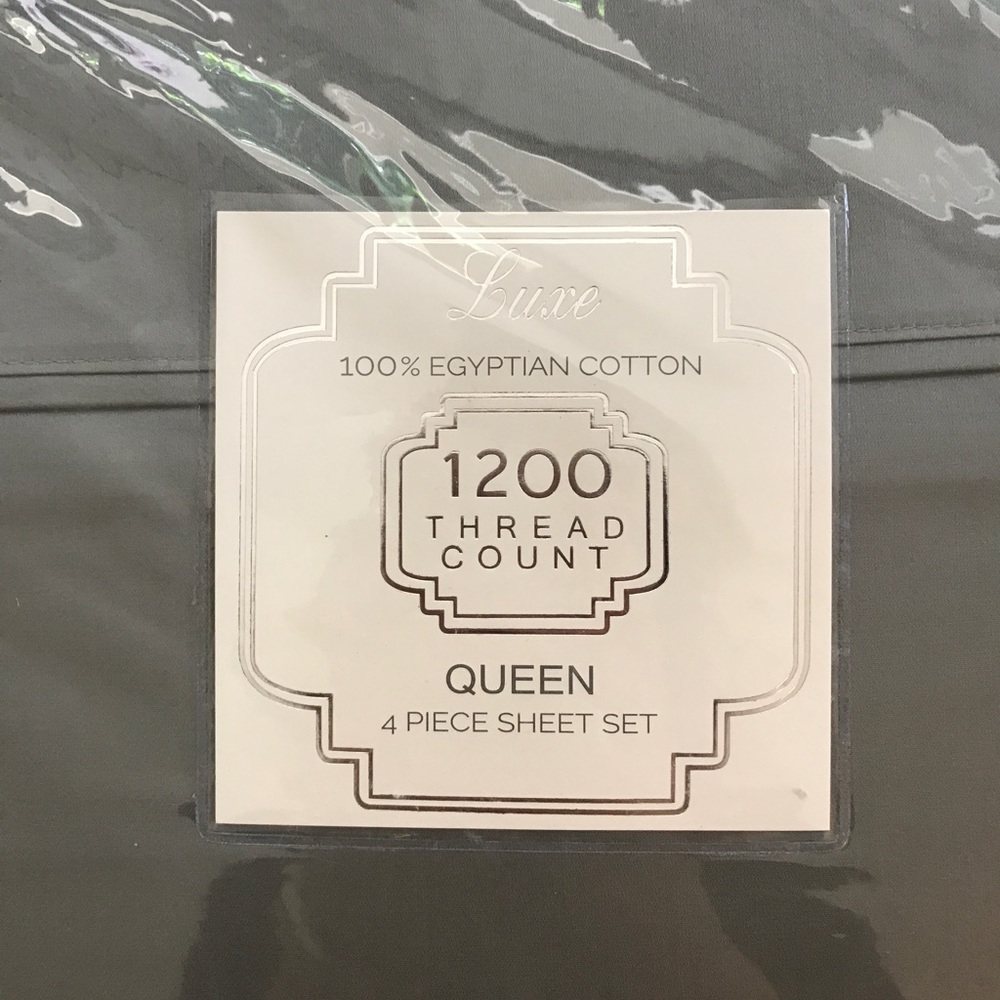 Luxe
100% EGYPTIAN COTTON
1200
THREAD
COUNT
QUEEN
4 PIECE SHEET SET